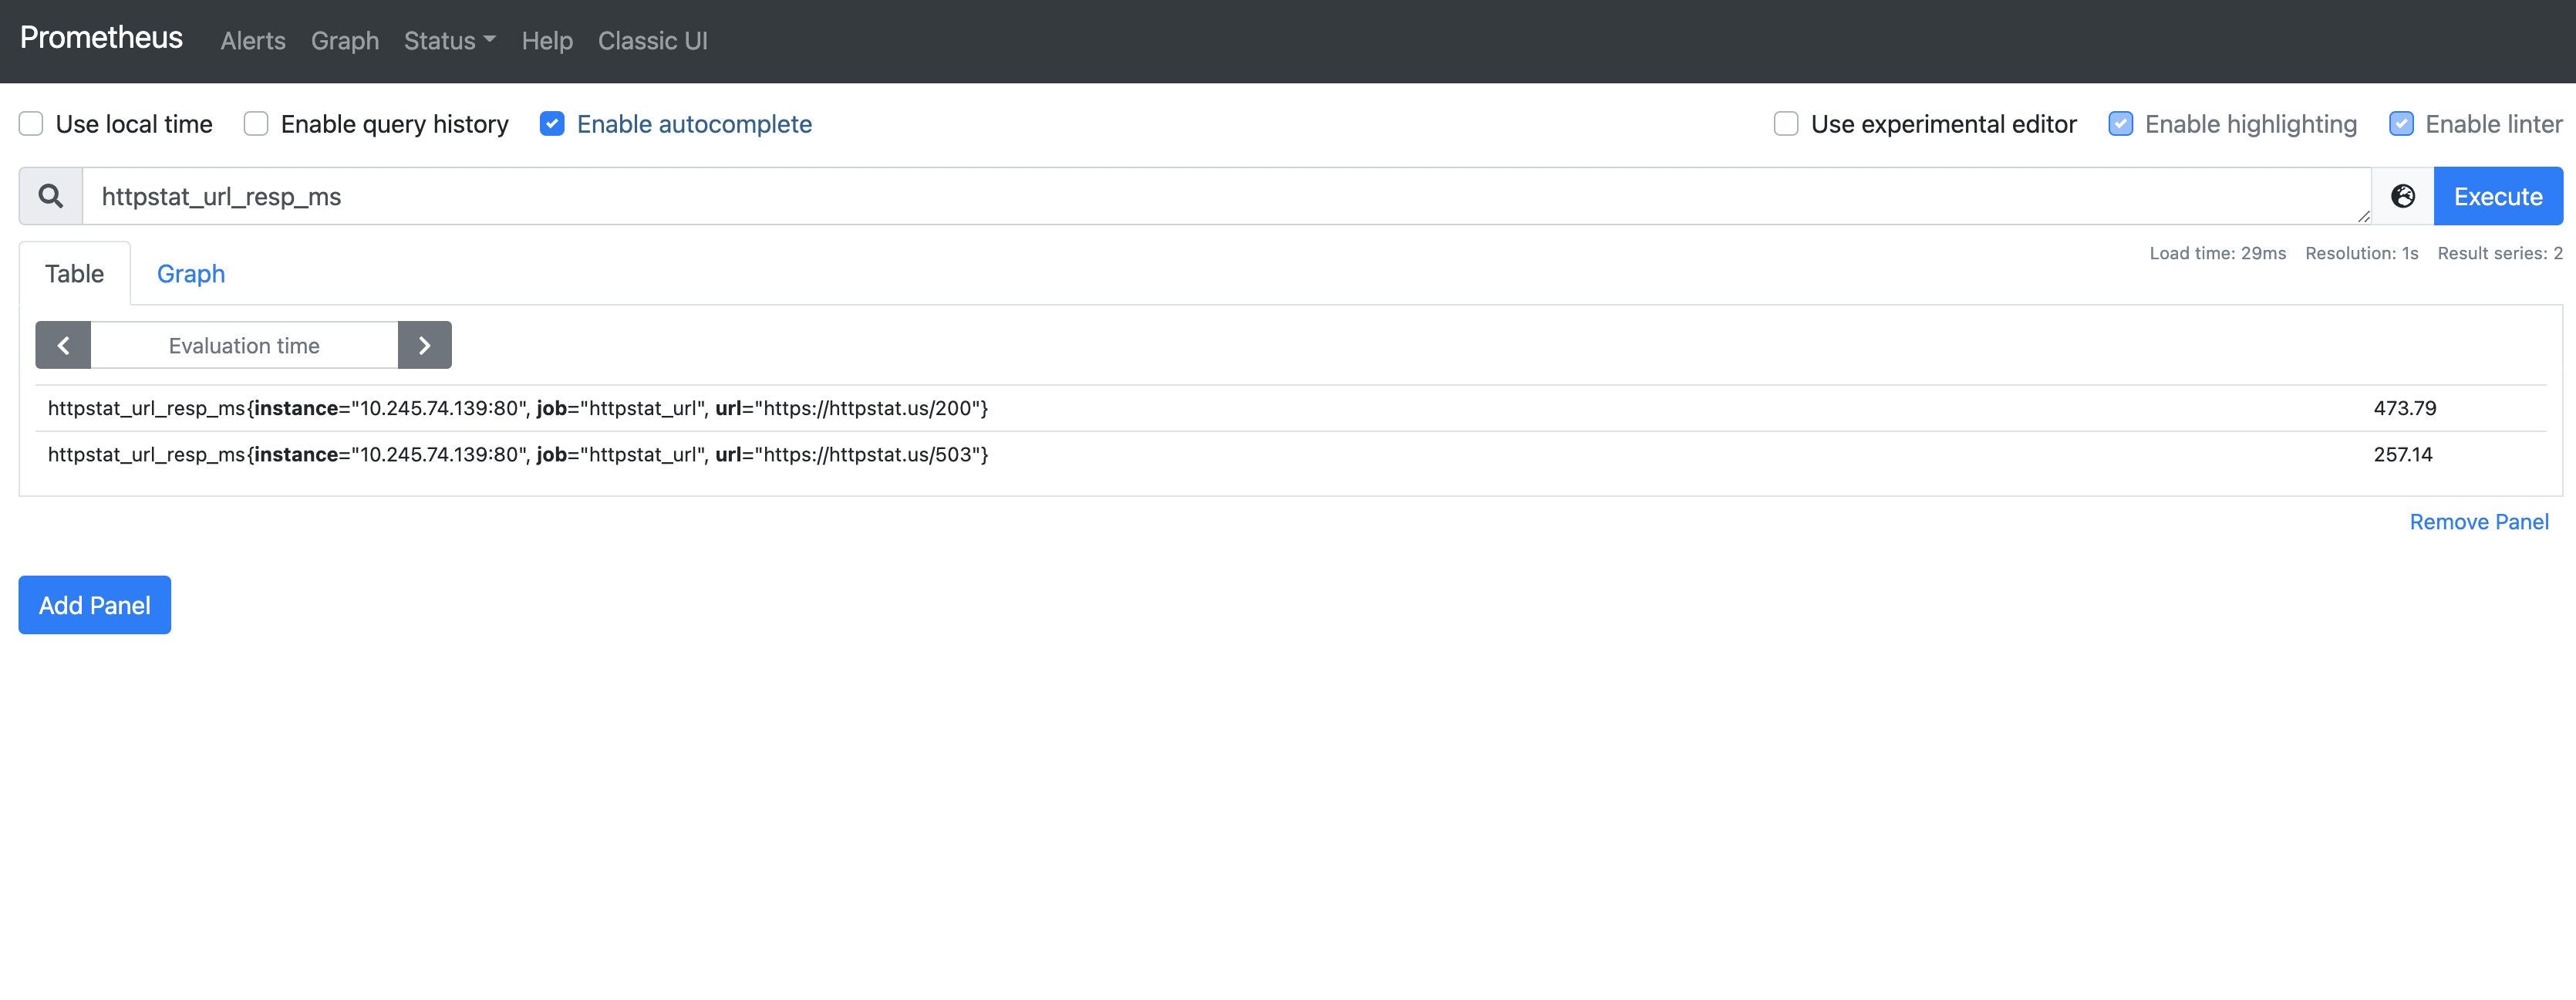 Prometheus Alerts Graph Status Help Classic UI
Use local time Enable query history Enable autocomplete Use experimental editor Enable highlighting Enable linter
httpstat_url_resp_ms Execute
Table Graph Load time: 29ms Resolution: 1s Result series: 2
Evaluation time
httpstat_url_resp_ms{instance="10.245.74.139:80", job="httpstat_url", url="https://httpstat.us/200"} 473.79
httpstat_url_resp_ms{instance="10.245.74.139:80", job="httpstat_url", url="https://httpstat.us/503"} 257.14
Remove Panel
Add Panel